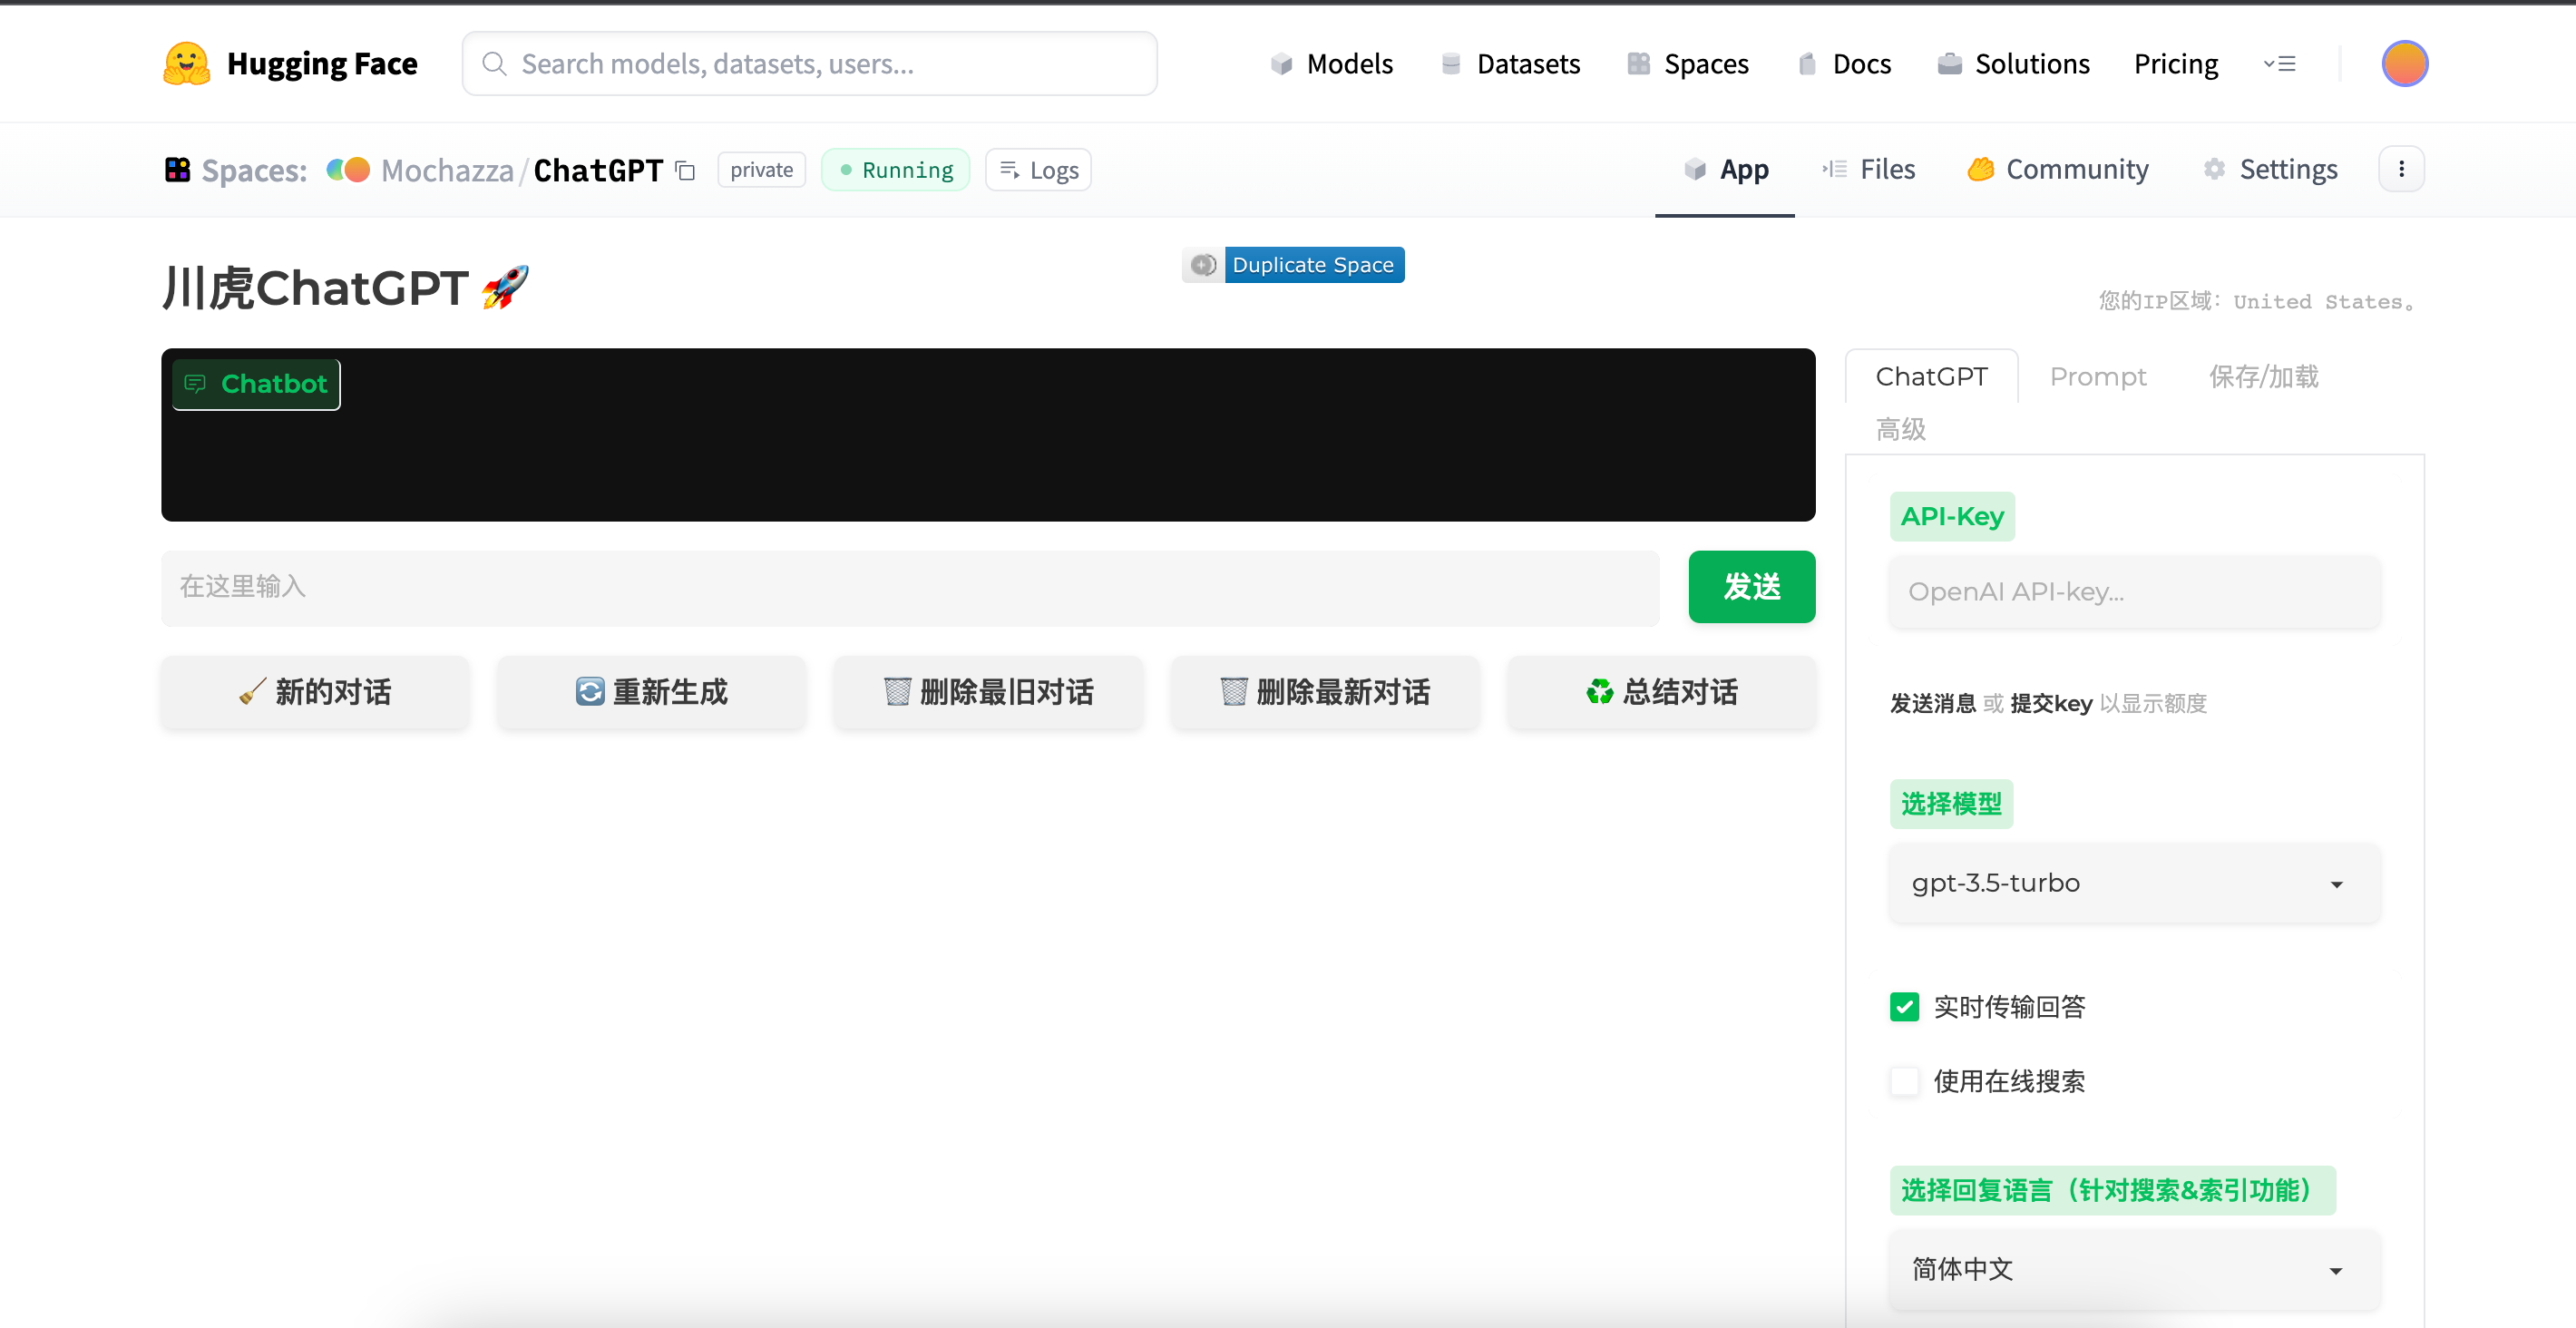 Hugging Face
Search models, datasets, users...
Models
Datasets
Spaces
Docs
Solutions
Pricing
Spaces:
Mochazza/ChatGPT
private
Running
Logs
App
Files
Community
Settings
Duplicate Space
川虎ChatGPT 🚀
您的IP区域：United States。
Chatbot
在这里输入
发送
🧹 新的对话
🔄 重新生成
🗑️ 删除最旧对话
🗑️ 删除最新对话
♻️ 总结对话
ChatGPT
Prompt
保存/加载
高级
API-Key
OpenAI API-key...
发送消息 或 提交key 以显示额度
选择模型
gpt-3.5-turbo
实时传输回答
使用在线搜索
选择回复语言（针对搜索&索引功能）
简体中文